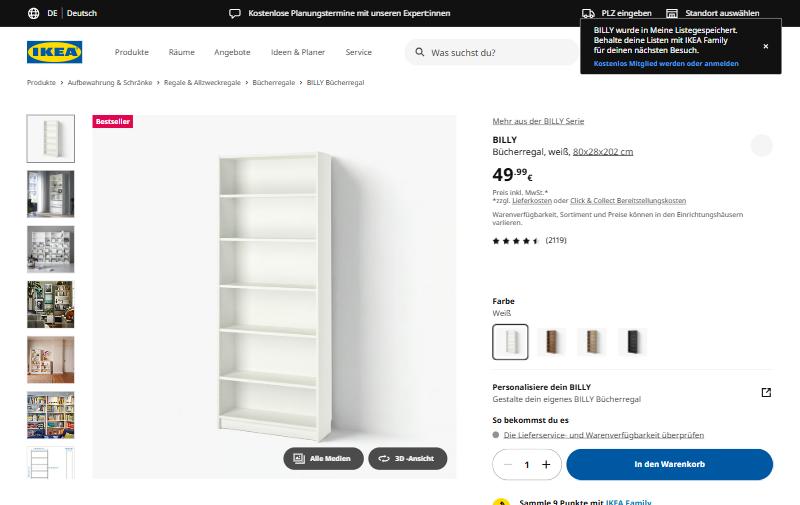 DE | Deutsch
Kostenlose Planungstermine mit unseren Expert:innen
PLZ eingeben
Standort auswählen
IKEA
Produkte
Räume
Angebote
Ideen & Planer
Service
Was suchst du?
BILLY wurde in Meine Listegespeichert.
Behalte deine Listen mit IKEA Family
für deinen nächsten Besuch.
Kostenlos Mitglied werden oder anmelden
Produkte > Aufbewahrung & Schränke > Regale & Allzweckregale > Bücherregale > BILLY Bücherregal
Bestseller
Alle Medien
3D -Ansicht
Mehr aus der BILLY Serie
BILLY
Bücherregal, weiß, 80x28x202 cm
49.99€
Preis inkl. MwSt.*
*zzgl. Lieferkosten oder Click & Collect Bereitstellungskosten
Warenverfügbarkeit, Sortiment und Preise können in den Einrichtungshäusern
variieren.
(2119)
Farbe
Weiß
Personalisiere dein BILLY
Gestalte dein eigenes BILLY Bücherregal
So bekommst du es
Die Lieferservice- und Warenverfügbarkeit überprüfen
− 1 +
In den Warenkorb
Sammle 9 Punkte mit IKEA Family